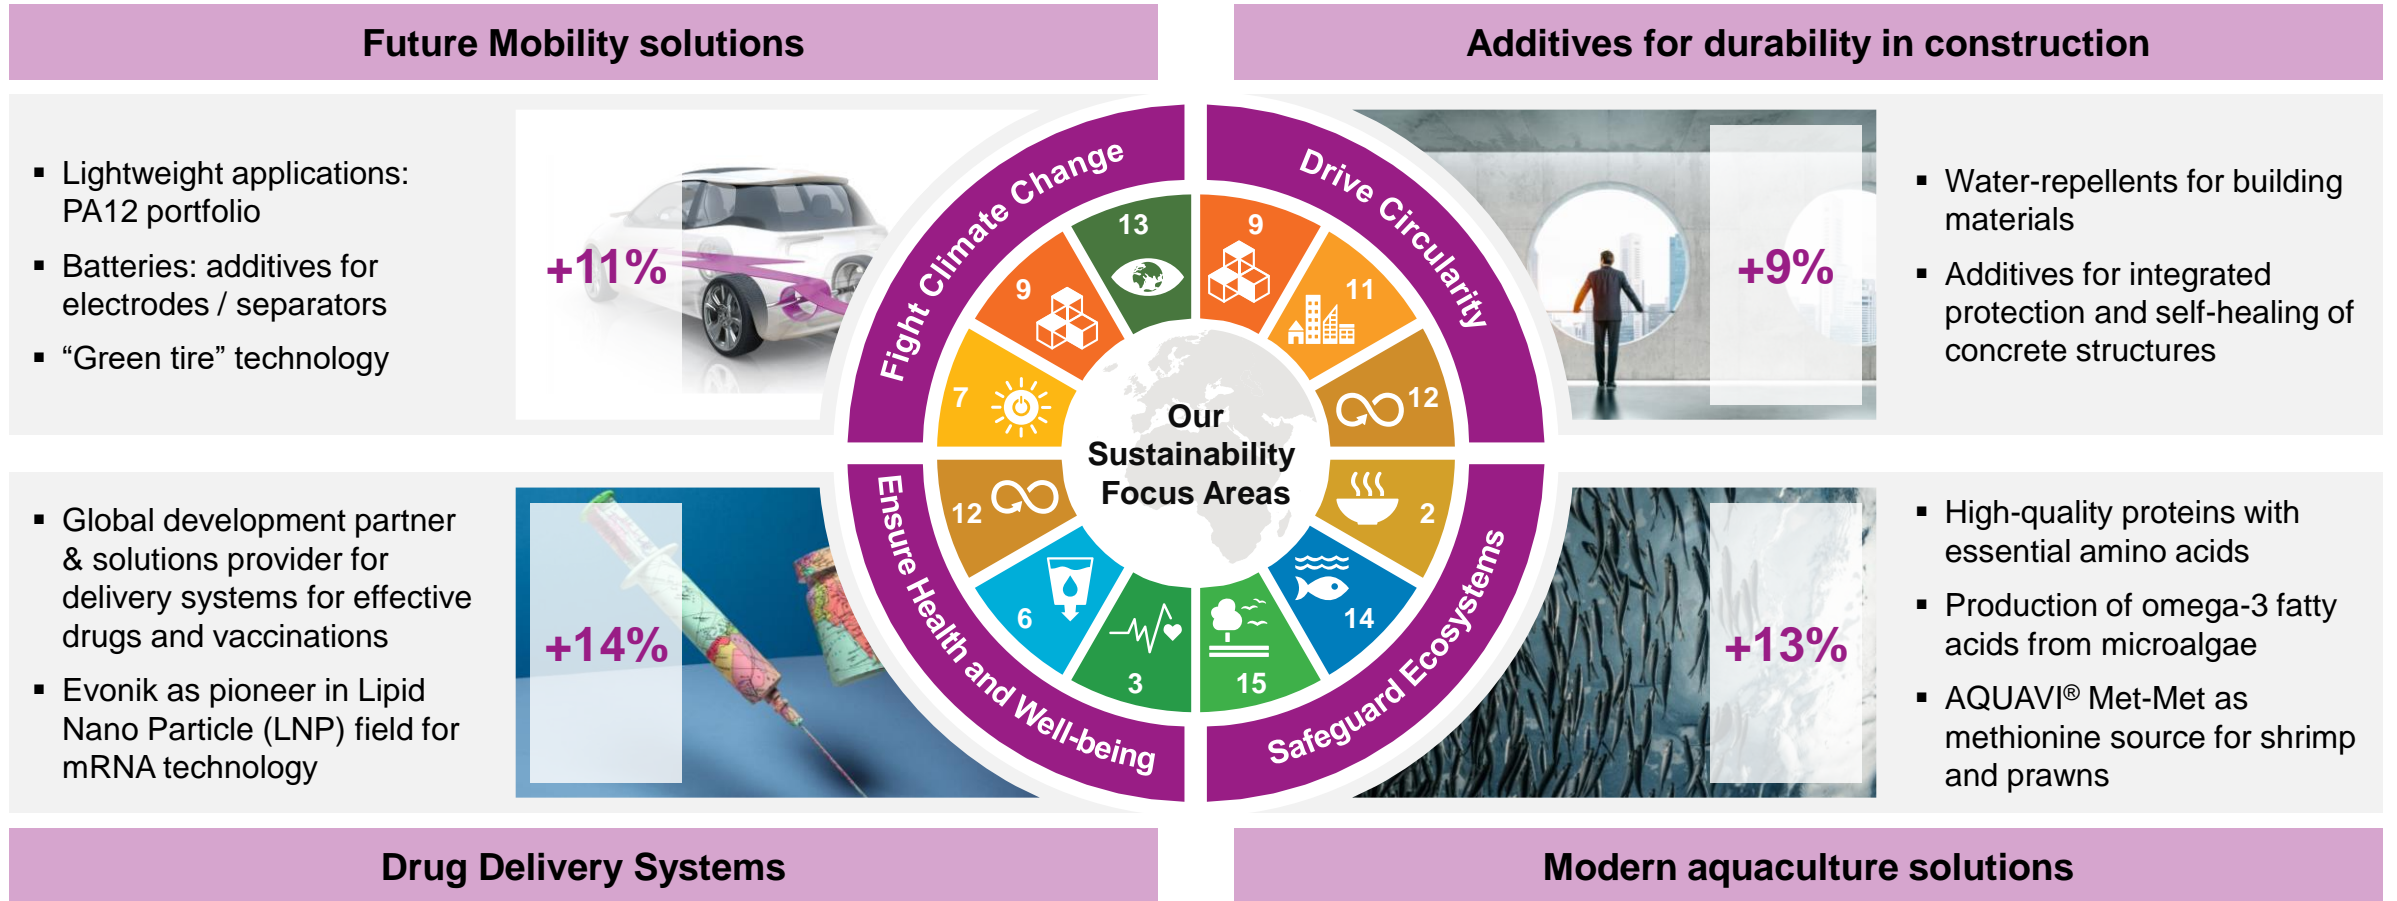 Future Mobility solutions
Additives for durability in construction
▪ Lightweight applications:
PA12 portfolio
▪ Batteries: additives for
electrodes / separators
▪ “Green tire” technology
+11%
Fight Climate Change
13
9
7
Drive Circularity
9
11
12
+9%
▪ Water-repellents for building
materials
▪ Additives for integrated
protection and self-healing of
concrete structures
Our
Sustainability
Focus Areas
▪ Global development partner
& solutions provider for
delivery systems for effective
drugs and vaccinations
▪ Evonik as pioneer in Lipid
Nano Particle (LNP) field for
mRNA technology
+14%
Ensure Health and Well-being
12
6
3
Safeguard Ecosystems
2
14
15
+13%
▪ High-quality proteins with
essential amino acids
▪ Production of omega-3 fatty
acids from microalgae
▪ AQUAVI® Met-Met as
methionine source for shrimp
and prawns
Drug Delivery Systems
Modern aquaculture solutions